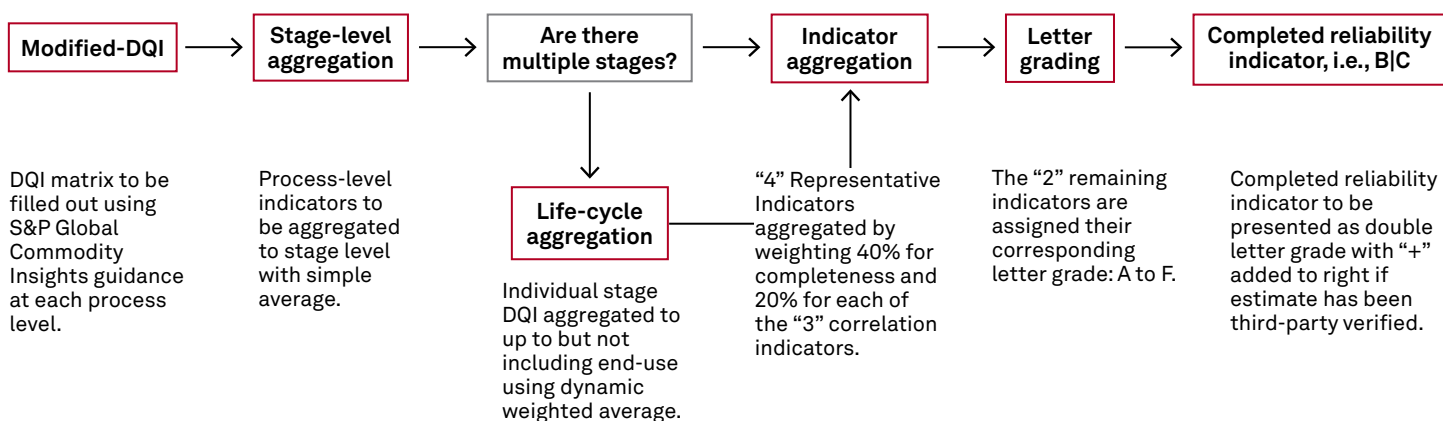 Modified-DQI
Stage-level
aggregation
Are there
multiple stages?
Indicator
aggregation
Letter
grading
Completed reliability
indicator, i.e., B|C
DQI matrix to be
filled out using
S&P Global
Commodity
Insights guidance
at each process
level.
Process-level
indicators to
be aggregated
to stage level
with simple
average.
Life-cycle
aggregation
Individual stage
DQI aggregated to
up to but not
including end-use
using dynamic
weighted average.
“4” Representative
Indicators
aggregated by
weighting 40% for
completeness and
20% for each of
the “3” correlation
indicators.
The “2” remaining
indicators are
assigned their
corresponding
letter grade: A to F.
Completed reliability
indicator to be
presented as double
letter grade with “+”
added to right if
estimate has been
third-party verified.